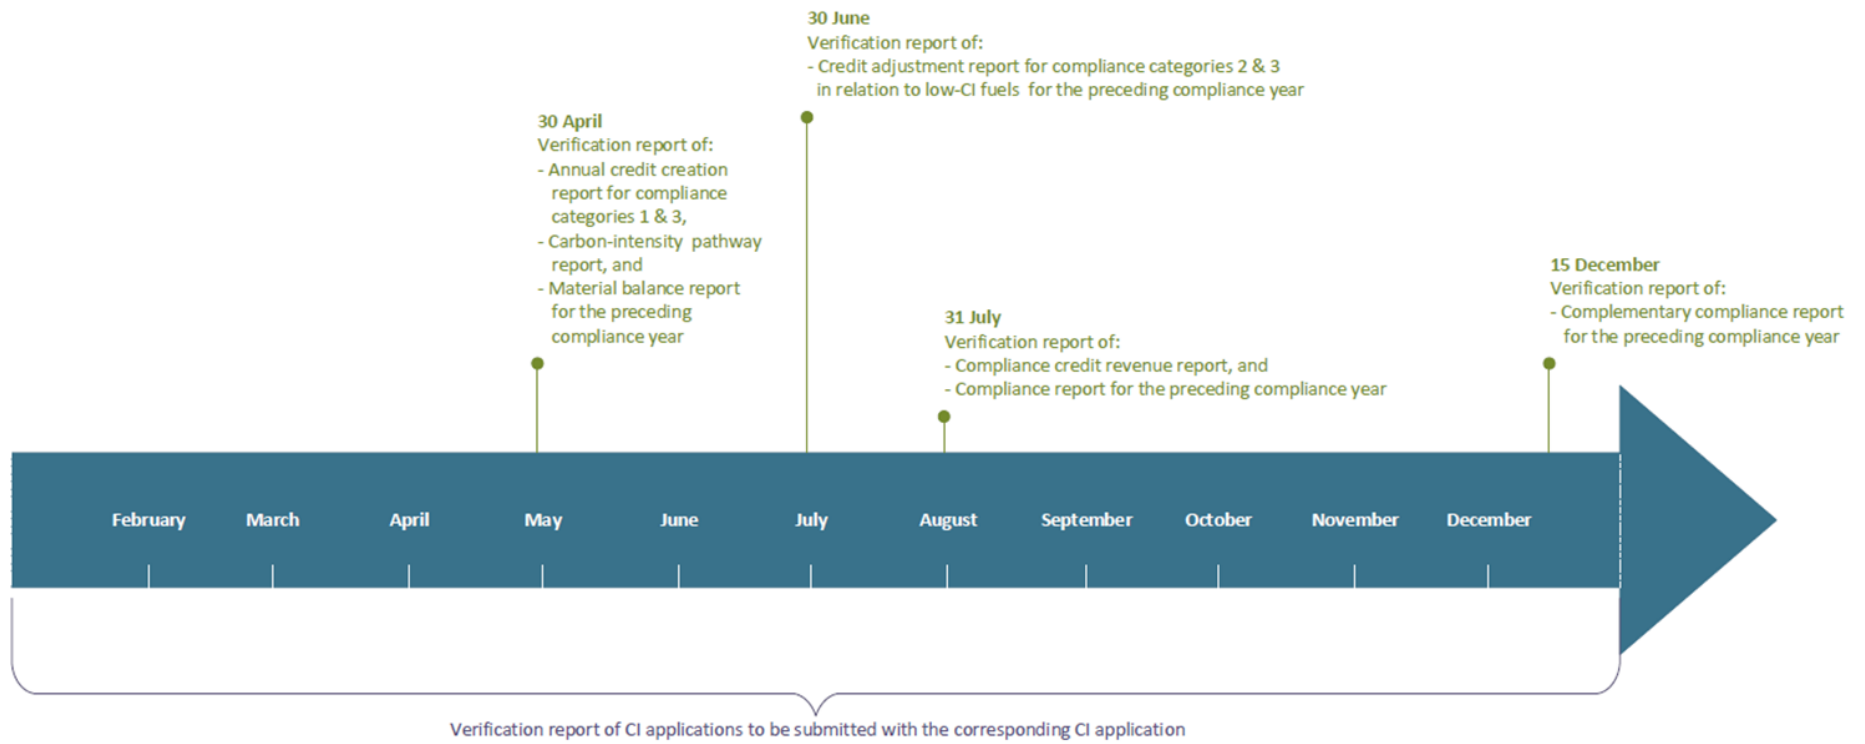 30 June
Verification report of:
- Credit adjustment report for compliance categories 2 & 3
in relation to low-CI fuels for the preceding compliance year
30 April
Verification report of:
- Annual credit creation
report for compliance
categories 1 & 3,
- Carbon-intensity pathway
report, and
- Material balance report
for the preceding
compliance year
31 July
Verification report of:
- Compliance credit revenue report, and
- Compliance report for the preceding compliance year
15 December
Verification report of:
- Complementary compliance report
for the preceding compliance year
February March April May June July August September October November December
Verification report of CI applications to be submitted with the corresponding CI application